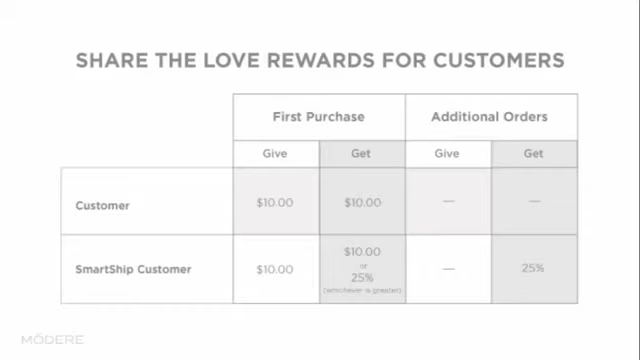 SHARE THE LOVE REWARDS FOR CUSTOMERS
First Purchase Additional Orders
Give Get Give Get
Customer $10.00 $10.00 — —
SmartShip Customer $10.00 $10.00 or 25% (whichever is greater) — 25%
MODERE